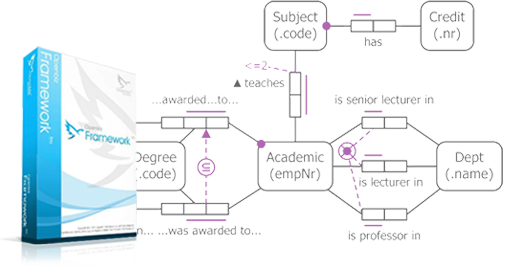 Subject
(.code)
Credit
(.nr)
has
< = 2
▲ teaches
...awarded...to...
is senior lecturer in
Framework
Framework
Degree
(.code)
Academic
(empNr)
Dept
(.name)
is lecturer in
...was awarded to...
is professor in